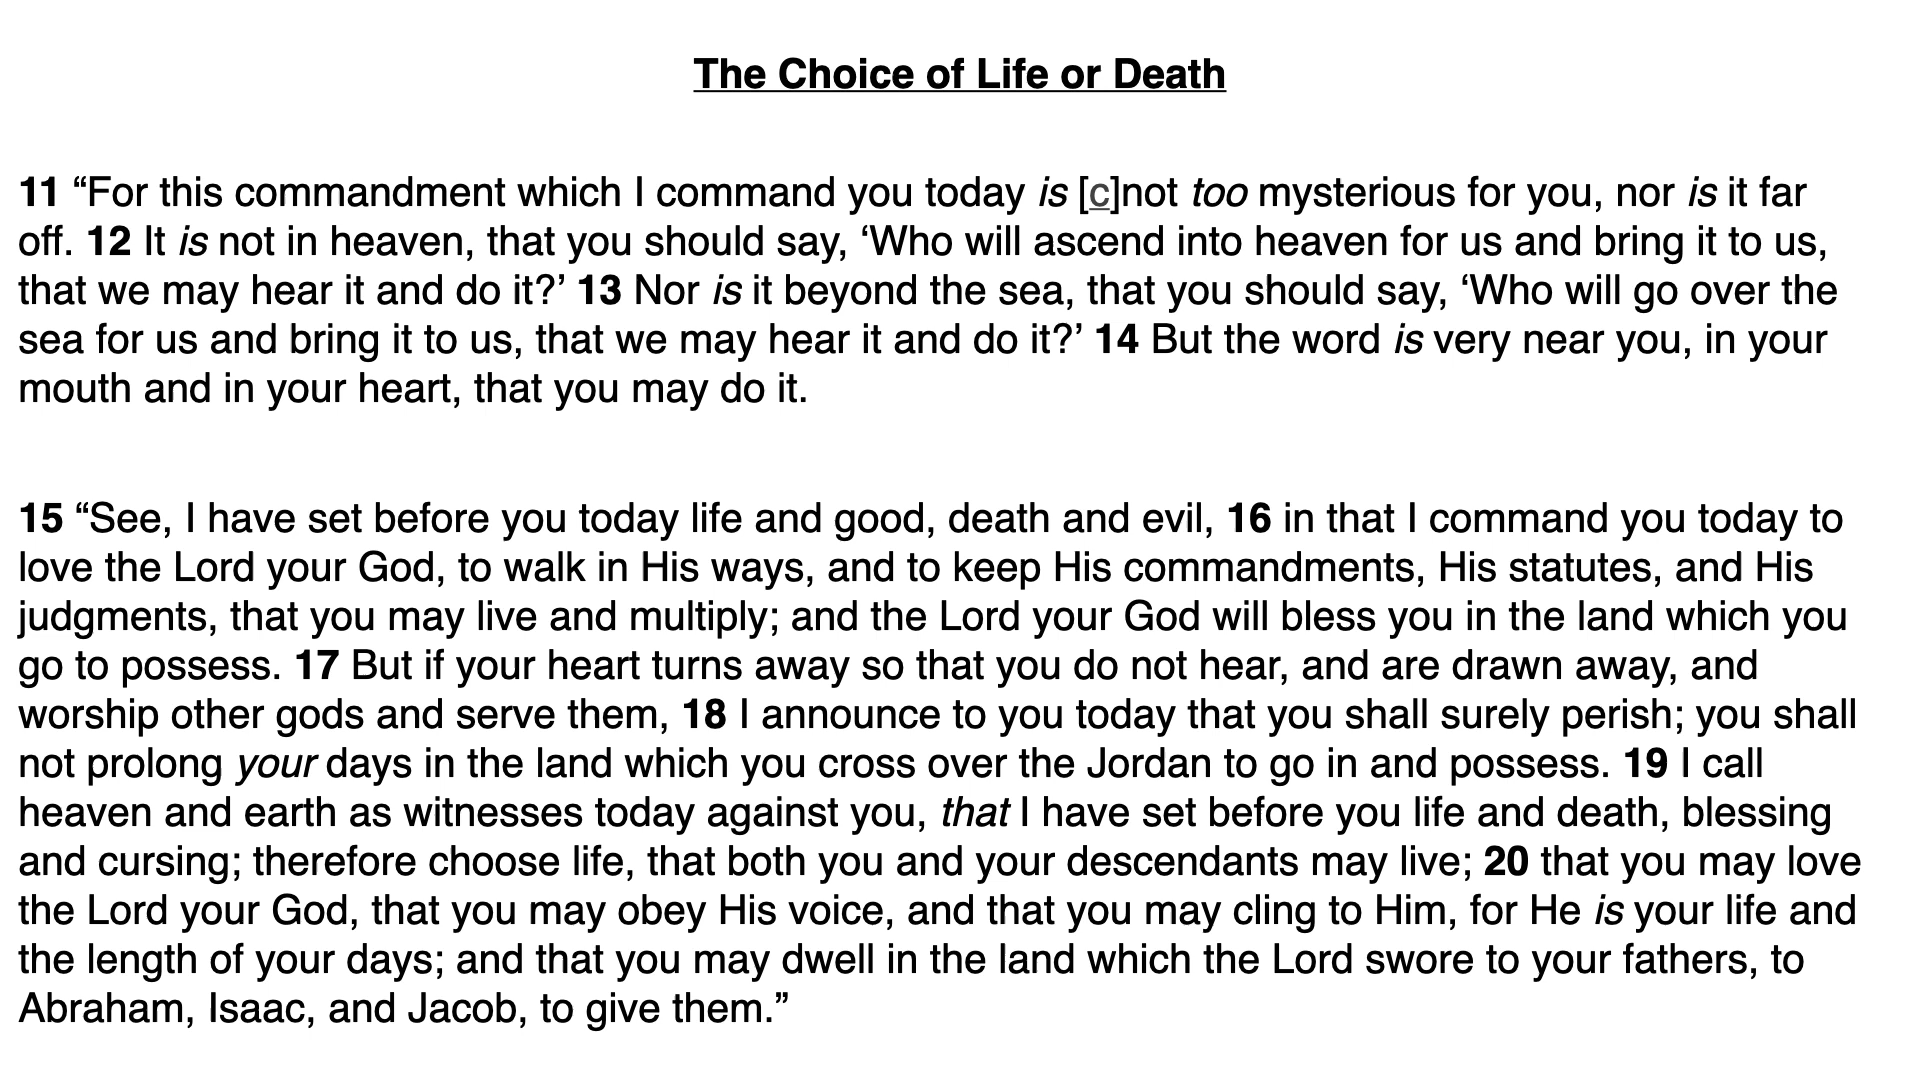 The Choice of Life or Death
11 “For this commandment which I command you today is [c]not too mysterious for you, nor is it far
off. 12 It is not in heaven, that you should say, ‘Who will ascend into heaven for us and bring it to us,
that we may hear it and do it?’ 13 Nor is it beyond the sea, that you should say, ‘Who will go over the
sea for us and bring it to us, that we may hear it and do it?’ 14 But the word is very near you, in your
mouth and in your heart, that you may do it.
15 “See, I have set before you today life and good, death and evil, 16 in that I command you today to
love the Lord your God, to walk in His ways, and to keep His commandments, His statutes, and His
judgments, that you may live and multiply; and the Lord your God will bless you in the land which you
go to possess. 17 But if your heart turns away so that you do not hear, and are drawn away, and
worship other gods and serve them, 18 I announce to you today that you shall surely perish; you shall
not prolong your days in the land which you cross over the Jordan to go in and possess. 19 I call
heaven and earth as witnesses today against you, that I have set before you life and death, blessing
and cursing; therefore choose life, that both you and your descendants may live; 20 that you may love
the Lord your God, that you may obey His voice, and that you may cling to Him, for He is your life and
the length of your days; and that you may dwell in the land which the Lord swore to your fathers, to
Abraham, Isaac, and Jacob, to give them.”